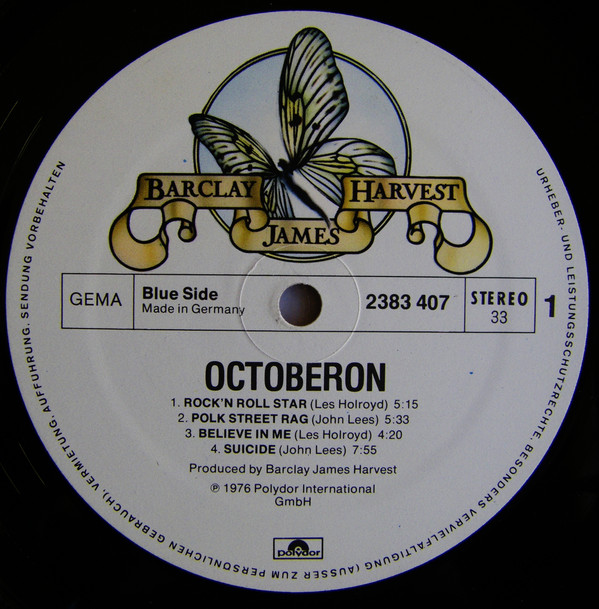 BARCLAY
JAMES
HARVEST
GEMA
Blue Side
Made in Germany
2383 407
STEREO
33
1
OCTOBERON
1. ROCK'N ROLL STAR (Les Holroyd) 5:15
2. POLK STREET RAG (John Lees) 5:33
3. BELIEVE IN ME (Les Holroyd) 4:20
4. SUICIDE (John Lees) 7:55
Produced by Barclay James Harvest
℗ 1976 Polydor International
GmbH
polydor
URHEBER- UND LEISTUNGSSCHUTZRECHTE, BESONDERS VERVIELFÄLTIGUNG (AUSSER ZUM PERSÖNLICHEN GEBRAUCH), VERMIETUNG, AUFFÜHRUNG, SENDUNG VORBEHALTEN